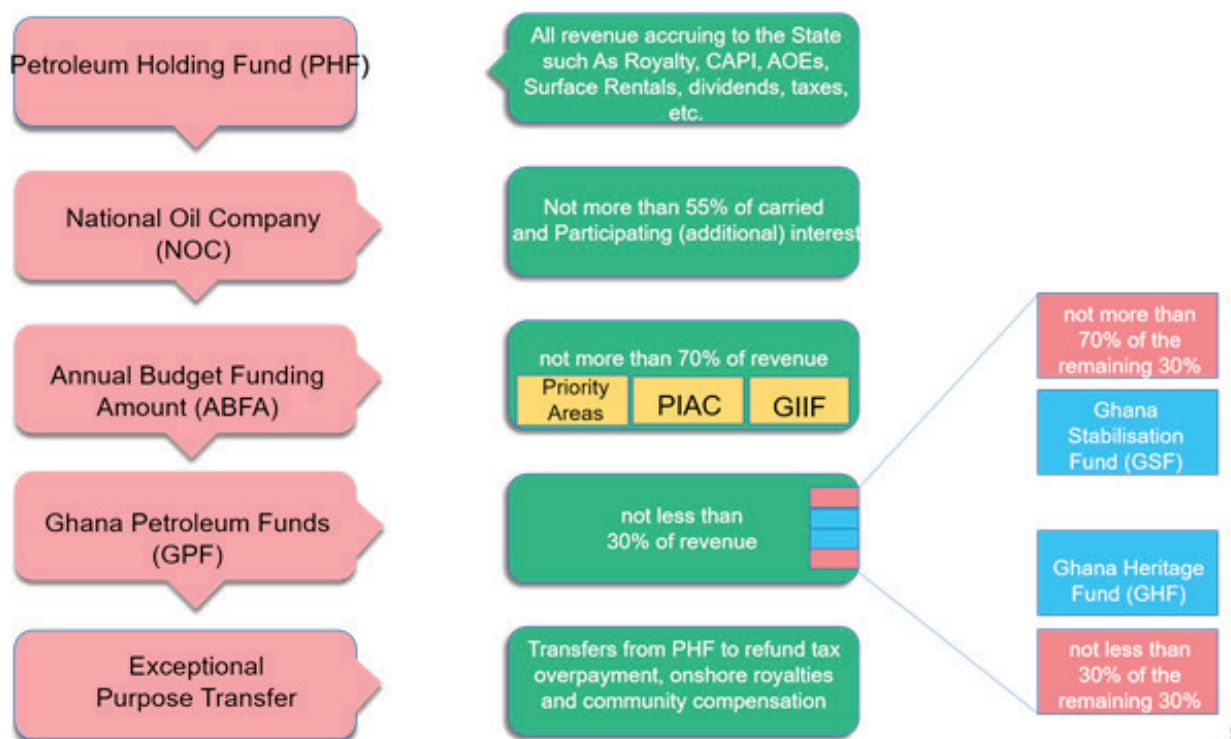 Petroleum Holding Fund (PHF)
All revenue accruing to the State
such As Royalty, CAPI, AOEs,
Surface Rentals, dividends, taxes,
etc.
National Oil Company
(NOC)
Not more than 55% of carried
and Participating (additional) interest
Annual Budget Funding
Amount (ABFA)
not more than 70% of revenue
Priority
Areas
PIAC
GIIF
not more than
70% of the
remaining 30%
Ghana
Stabilisation
Fund (GSF)
Ghana Petroleum Funds
(GPF)
not less than
30% of revenue
Ghana Heritage
Fund (GHF)
not less than
30% of the
remaining 30%
Exceptional
Purpose Transfer
Transfers from PHF to refund tax
overpayment, onshore royalties
and community compensation